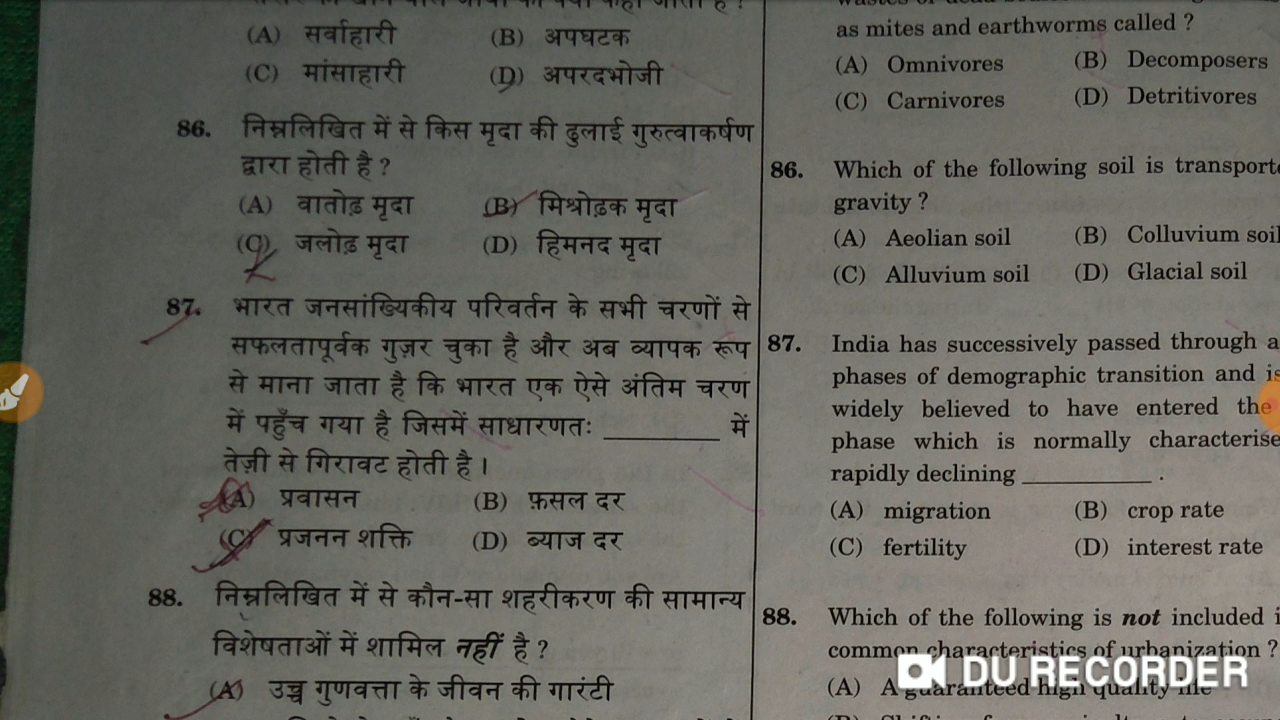 (A) सर्वाहारी (B) अपघटक
(C) मांसाहारी (D) अपरदभोजी
86. निम्नलिखित में से किस मृदा की ढुलाई गुरुत्वाकर्षण
द्वारा होती है ?
(A) वातोढ़ मृदा (B) मिश्रोढ़क मृदा
(C) जलोढ़ मृदा (D) हिमनद मृदा
87. भारत जनसांख्यिकीय परिवर्तन के सभी चरणों से
सफलतापूर्वक गुज़र चुका है और अब व्यापक रूप
से माना जाता है कि भारत एक ऐसे अंतिम चरण
में पहुँच गया है जिसमें साधारणतः ________ में
तेज़ी से गिरावट होती है ।
(A) प्रवासन (B) फ़सल दर
(C) प्रजनन शक्ति (D) ब्याज दर
88. निम्नलिखित में से कौन-सा शहरीकरण की सामान्य
विशेषताओं में शामिल नहीं है ?
(A) उच्च गुणवत्ता के जीवन की गारंटी
as mites and earthworms called ?
(A) Omnivores (B) Decomposers
(C) Carnivores (D) Detritivores
86. Which of the following soil is transporte
gravity ?
(A) Aeolian soil (B) Colluvium soil
(C) Alluvium soil (D) Glacial soil
87. India has successively passed through a
phases of demographic transition and is
widely believed to have entered the
phase which is normally characterise
rapidly declining ________ .
(A) migration (B) crop rate
(C) fertility (D) interest rate
88. Which of the following is not included i
common characteristics of urbanization ?
(A) A guaranteed high quality life
DU RECORDER